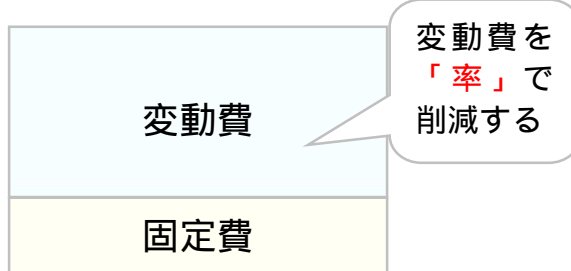 変動費を
「率」で
削減する
変動費
固定費